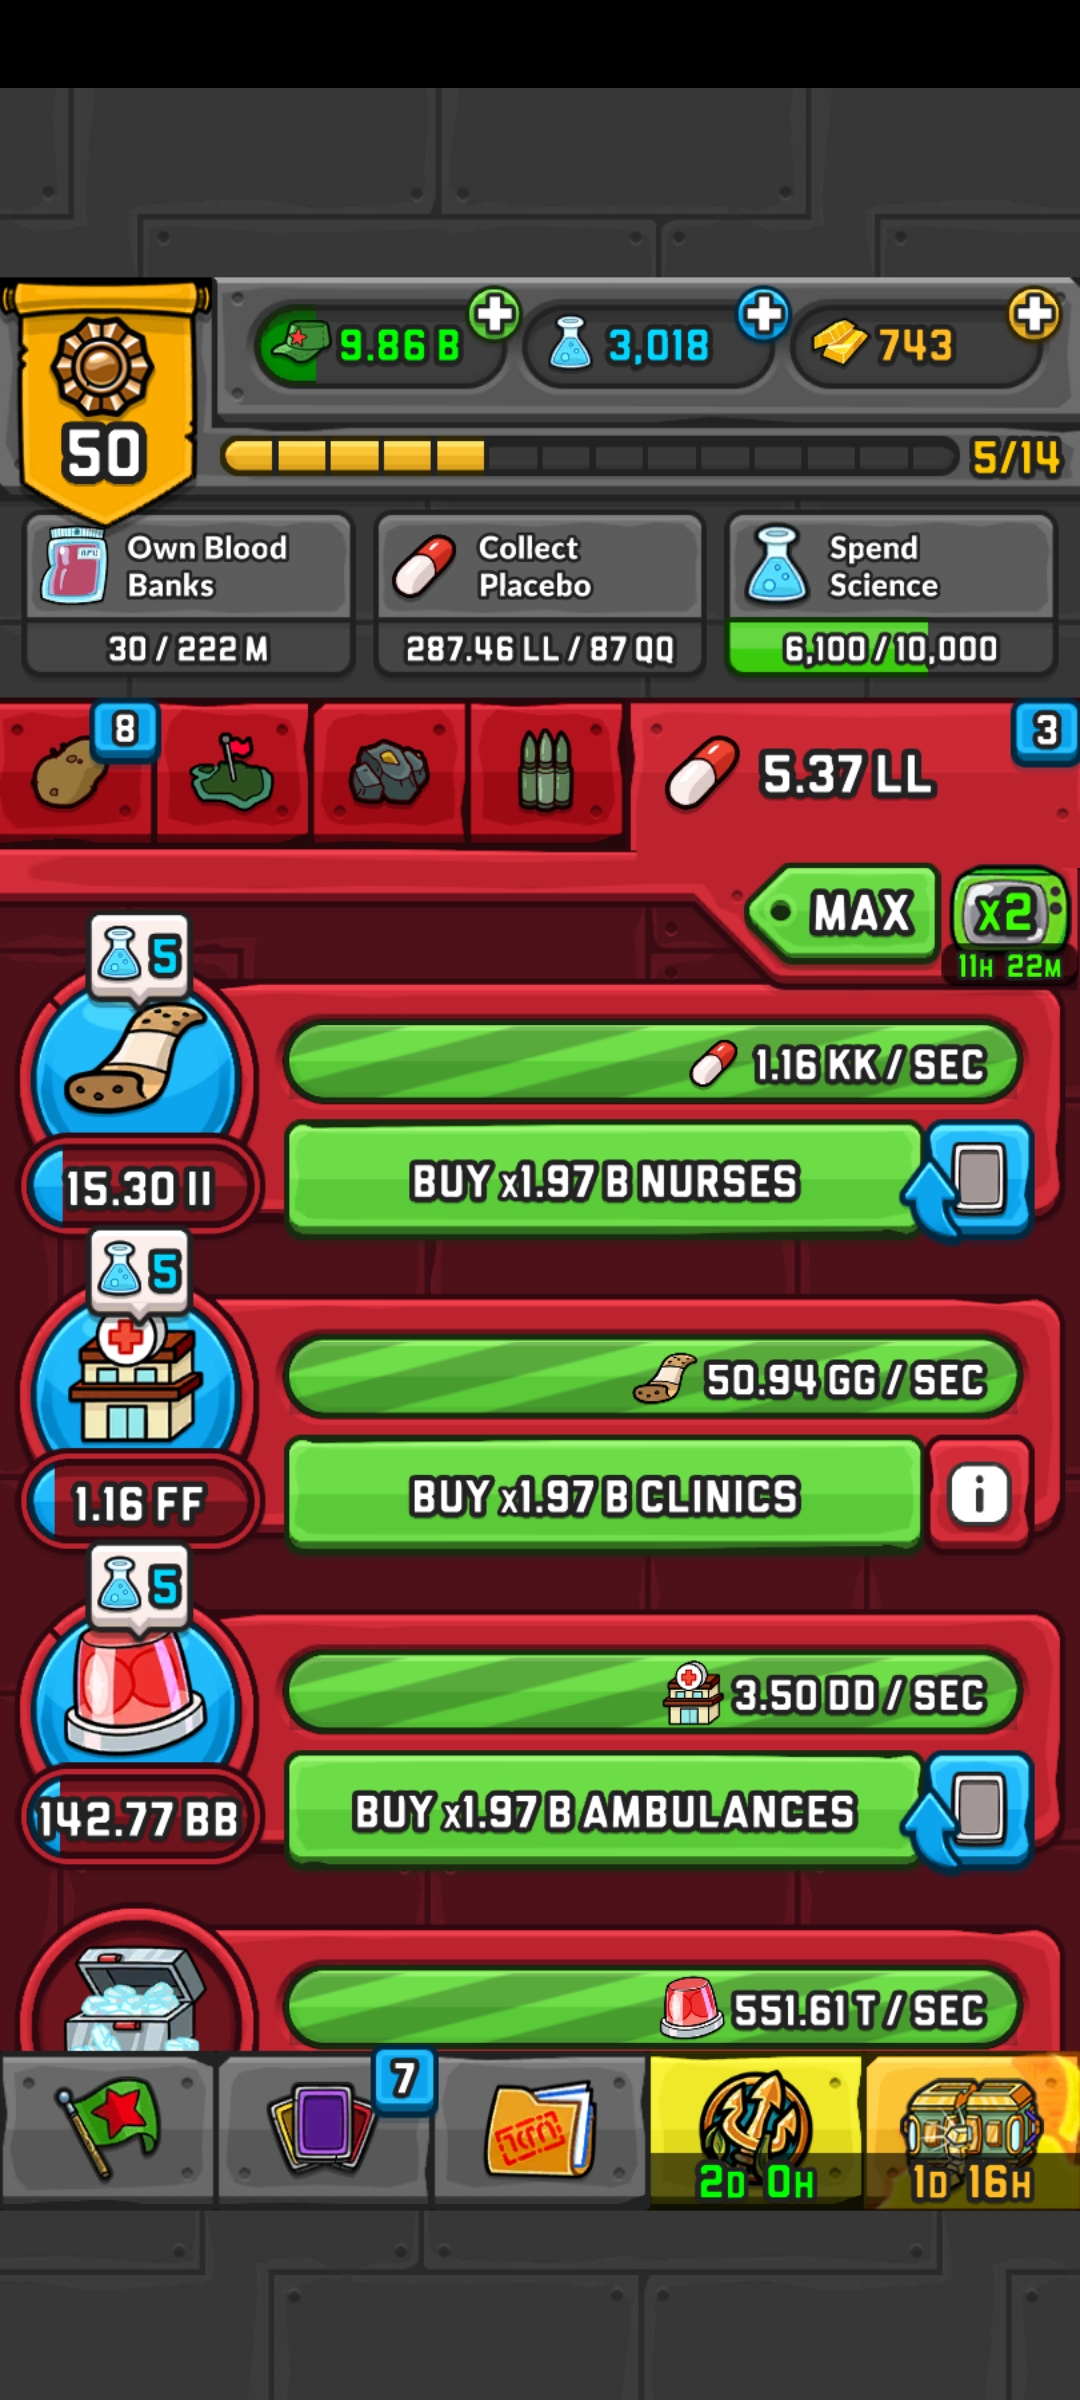 9.86 B
3,018
743
50
5/14
Own Blood
Banks
30 / 222 M
Collect
Placebo
287.46 LL / 87 QQ
Spend
Science
6,100 / 10,000
8
5.37 LL
3
MAX
x2
11H 22M
5
1.16 KK / SEC
15.30 II
BUY x1.97 B NURSES
5
50.94 GG / SEC
1.16 FF
BUY x1.97 B CLINICS
i
5
3.50 DD / SEC
142.77 BB
BUY x1.97 B AMBULANCES
551.61 T / SEC
7
2D 0H
1D 16H